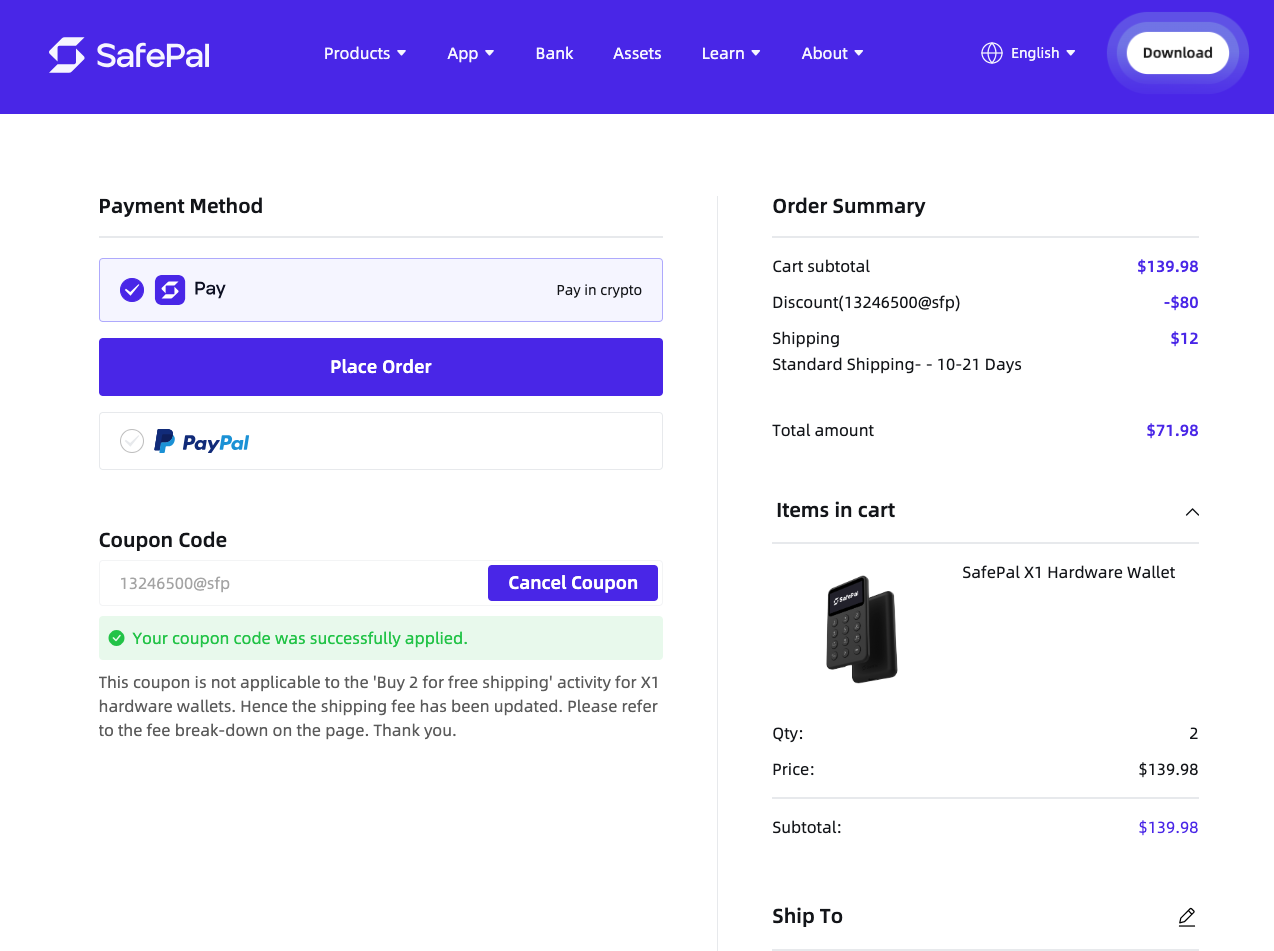 SafePal
Products
App
Bank
Assets
Learn
About
English
Download
Payment Method
Pay
Pay in crypto
Place Order
PayPal
Coupon Code
13246500@sfp
Cancel Coupon
Your coupon code was successfully applied.
This coupon is not applicable to the 'Buy 2 for free shipping' activity for X1
hardware wallets. Hence the shipping fee has been updated. Please refer
to the fee break-down on the page. Thank you.
Order Summary
Cart subtotal $139.98
Discount(13246500@sfp) -$80
Shipping $12
Standard Shipping- - 10-21 Days
Total amount $71.98
Items in cart
SafePal
SafePal X1 Hardware Wallet
Qty: 2
Price: $139.98
Subtotal: $139.98
Ship To